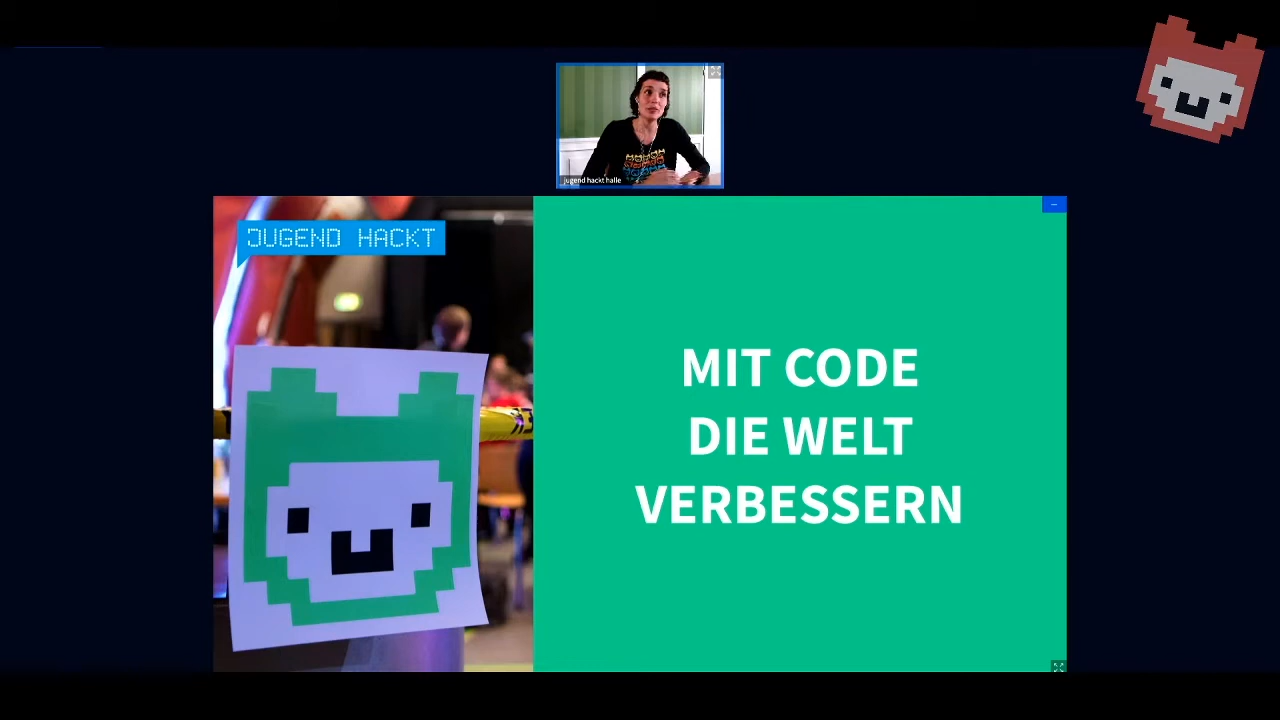 jugend hackt halle
JUGEND HACKT
MIT CODE
DIE WELT
VERBESSERN